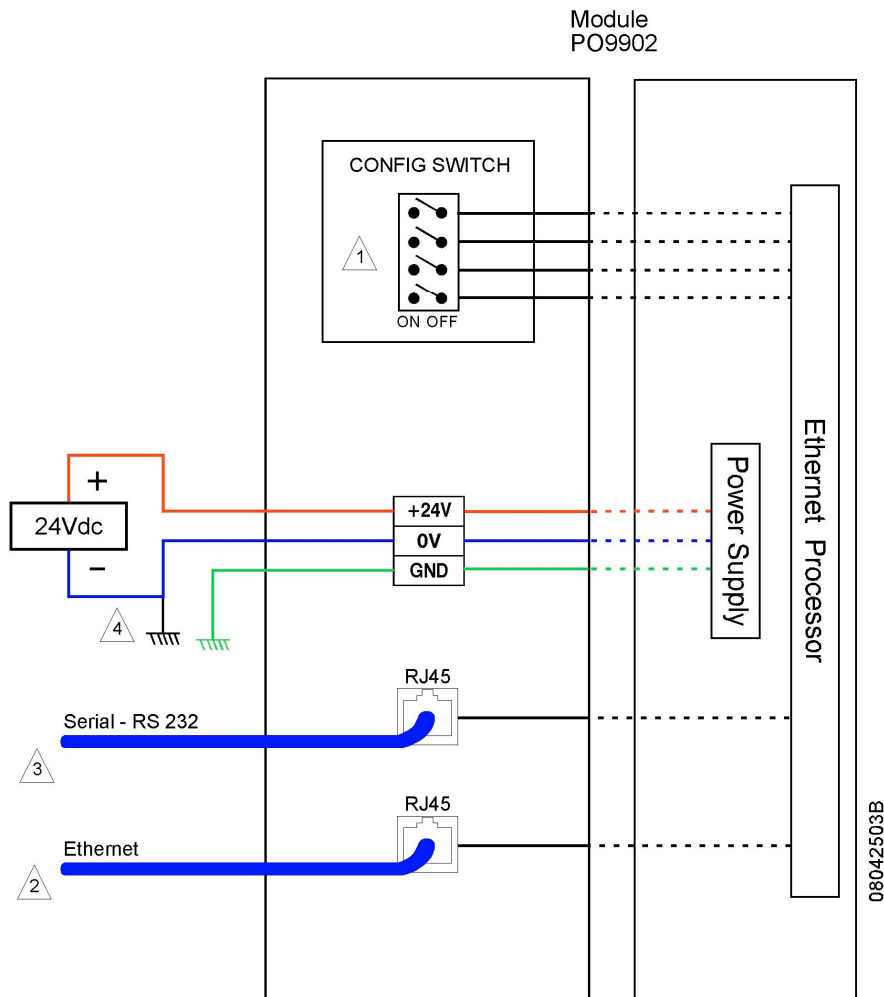 Module
PO9902
CONFIG SWITCH
1
ON OFF
+
24Vdc
−
+24V
0V
GND
Power Supply
Ethernet Processor
4
RJ45
Serial - RS 232
3
RJ45
Ethernet
2
08042503B